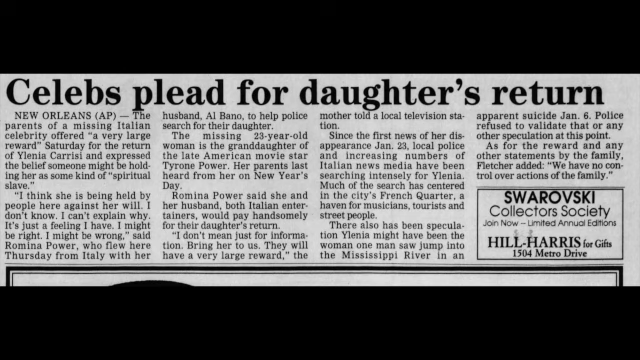 Celebs plead for daughter's return
NEW ORLEANS (AP) — The
parents of a missing Italian
celebrity offered "a very large
reward" Saturday for the return
of Ylenia Carrisi and expressed
the belief someone might be hold-
ing her as some kind of "spiritual
slave."
"I think she is being held by
people here against her will. I
don't know. I can't explain why.
It's just a feeling I have. I might
be right. I might be wrong," said
Romina Power, who flew here
Thursday from Italy with her
husband, Al Bano, to help police
search for their daughter.
The missing 23-year-old
woman is the granddaughter of
the late American movie star
Tyrone Power. Her parents last
heard from her on New Year's
Day.
Romina Power said she and
her husband, both Italian enter-
tainers, would pay handsomely
for their daughter's return.
"I don't mean just for informa-
tion. Bring her to us. They will
have a very large reward," the
mother told a local television sta-
tion.
Since the first news of her dis-
appearance Jan. 23, local police
and increasing numbers of
Italian news media have been
searching intensely for Ylenia.
Much of the search has centered
in the city's French Quarter, a
haven for musicians, tourists and
street people.
There also has been specula-
tion Ylenia might have been the
woman one man saw jump into
the Mississippi River in an
apparent suicide Jan. 6. Police
refused to validate that or any
other speculation at this point.
As for the reward and any
other statements by the family,
Fletcher added: "We have no con-
trol over actions of the family."
SWAROVSKI
Collectors Society
Join Now – Limited Annual Editions
HILL-HARRIS for Gifts
1504 Metro Drive